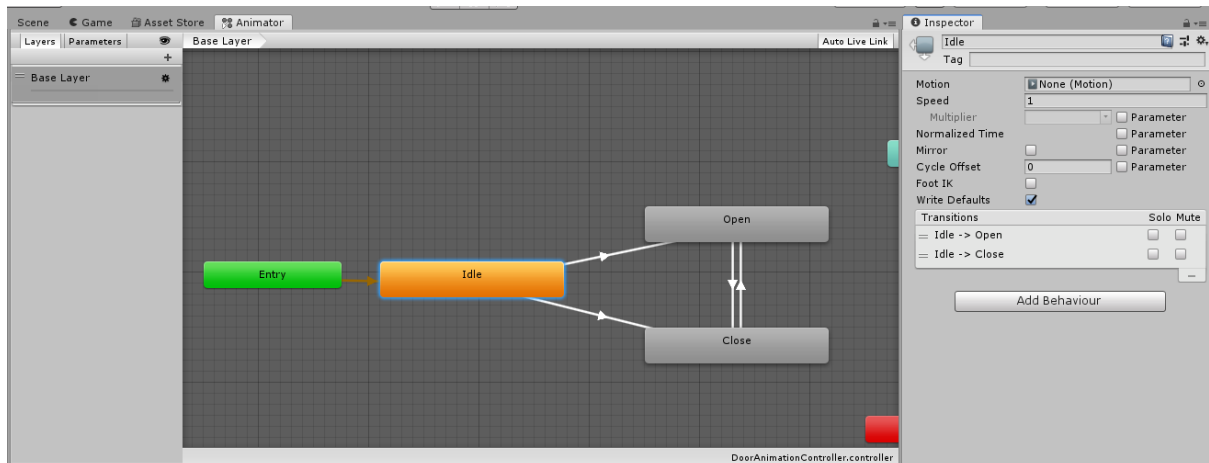 Scene Game Asset Store Animator
Layers Parameters
Base Layer
Auto Live Link
+
Base Layer
Entry
Idle
Open
Close
DoorAnimationController.controller
Inspector
Idle
Tag
Motion None (Motion)
Speed 1
Multiplier Parameter
Normalized Time Parameter
Mirror Parameter
Cycle Offset 0 Parameter
Foot IK
Write Defaults
Transitions Solo Mute
= Idle -> Open
= Idle -> Close
Add Behaviour